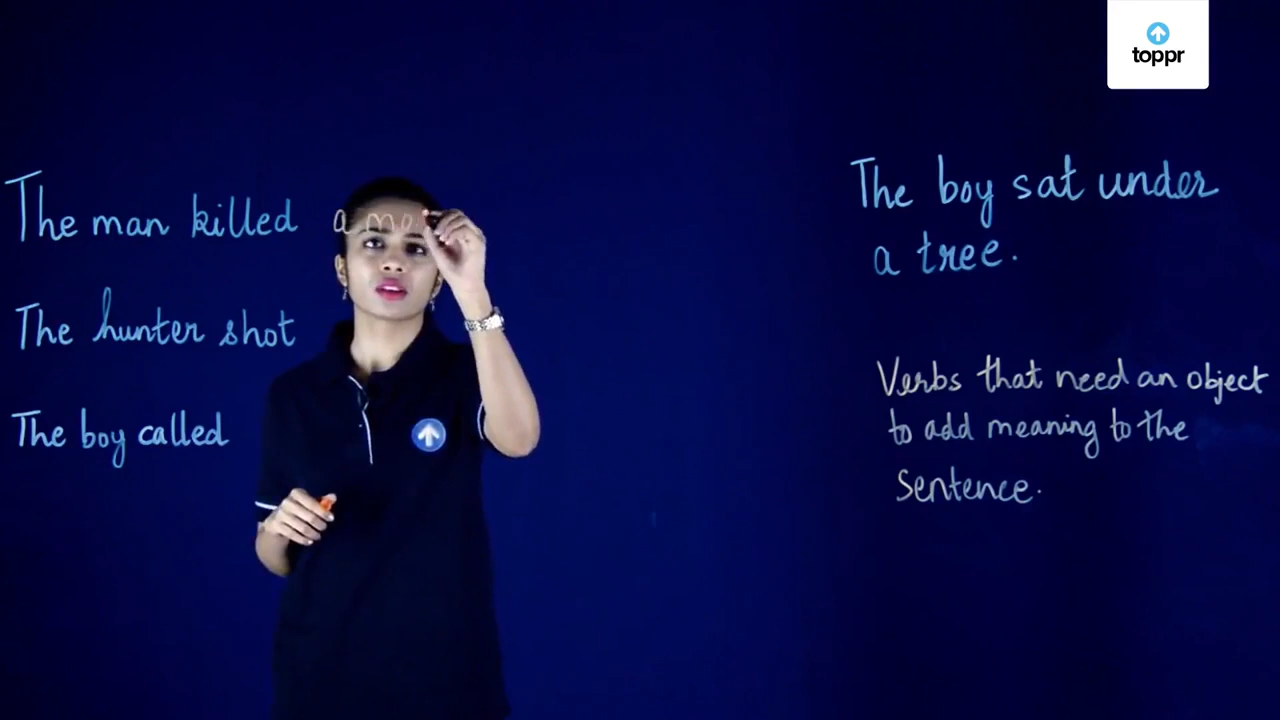 toppr
The man killed a
The hunter shot
The boy called
The boy sat under
a tree.
Verbs that need an object
to add meaning to the
sentence.